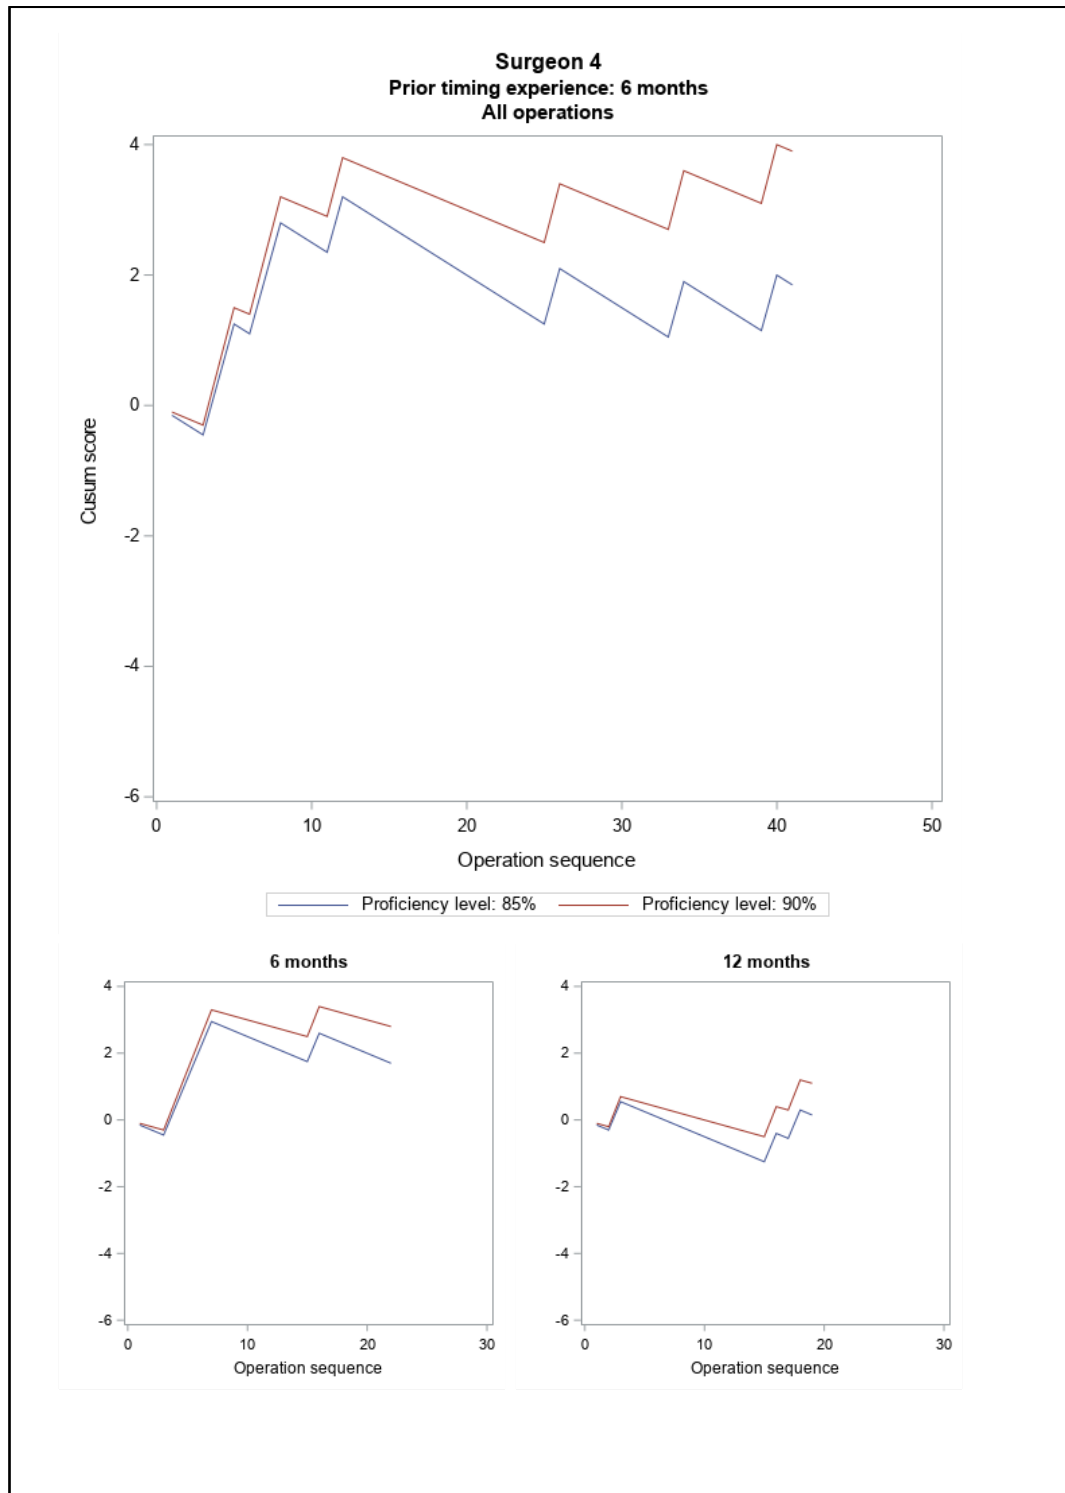 Surgeon 4
Prior timing experience: 6 months
All operations
4
2
0
-2
-4
-6
Cusum score
0 10 20 30 40 50
Operation sequence
Proficiency level: 85% Proficiency level: 90%
6 months
4
2
0
-2
-4
-6
0 10 20 30
Operation sequence
12 months
4
2
0
-2
-4
-6
0 10 20 30
Operation sequence